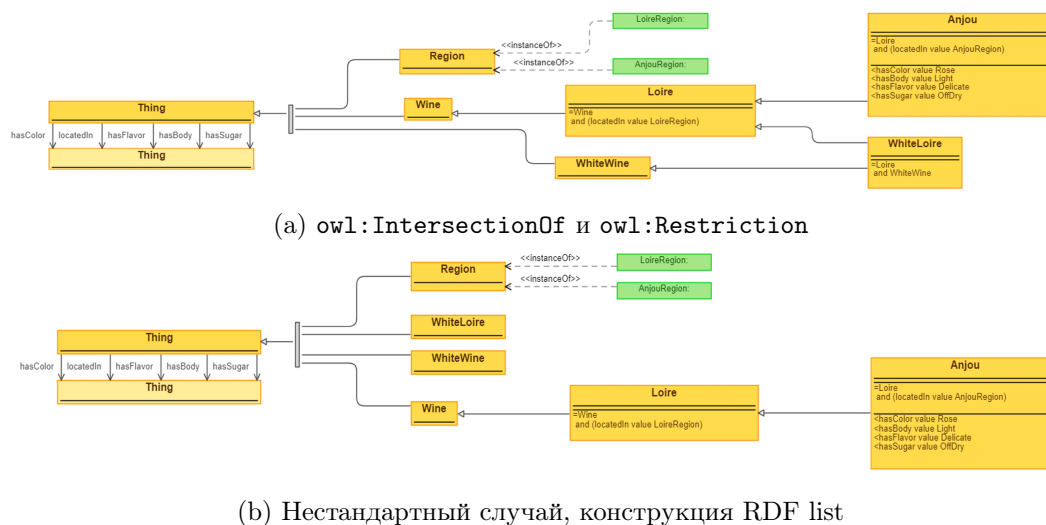 LoireRegion:
<<instanceOf>>
Region
<<instanceOf>>
AnjouRegion:
Anjou
=Loire
and (locatedIn value AnjouRegion)
<hasColor value Rose
<hasBody value Light
<hasFlavor value Delicate
<hasSugar value OffDry
Thing
hasColor locatedIn hasFlavor hasBody hasSugar
Thing
Wine
Loire
=Wine
and (locatedIn value LoireRegion)
WhiteWine
WhiteLoire
=Loire
and WhiteWine
(a) owl:IntersectionOf и owl:Restriction
Region
<<instanceOf>>
LoireRegion:
<<instanceOf>>
AnjouRegion:
WhiteLoire
WhiteWine
Thing
hasColor locatedIn hasFlavor hasBody hasSugar
Thing
Wine
Loire
=Wine
and (locatedIn value LoireRegion)
Anjou
=Loire
and (locatedIn value AnjouRegion)
<hasColor value Rose
<hasBody value Light
<hasFlavor value Delicate
<hasSugar value OffDry
(b) Нестандартный случай, конструкция RDF list